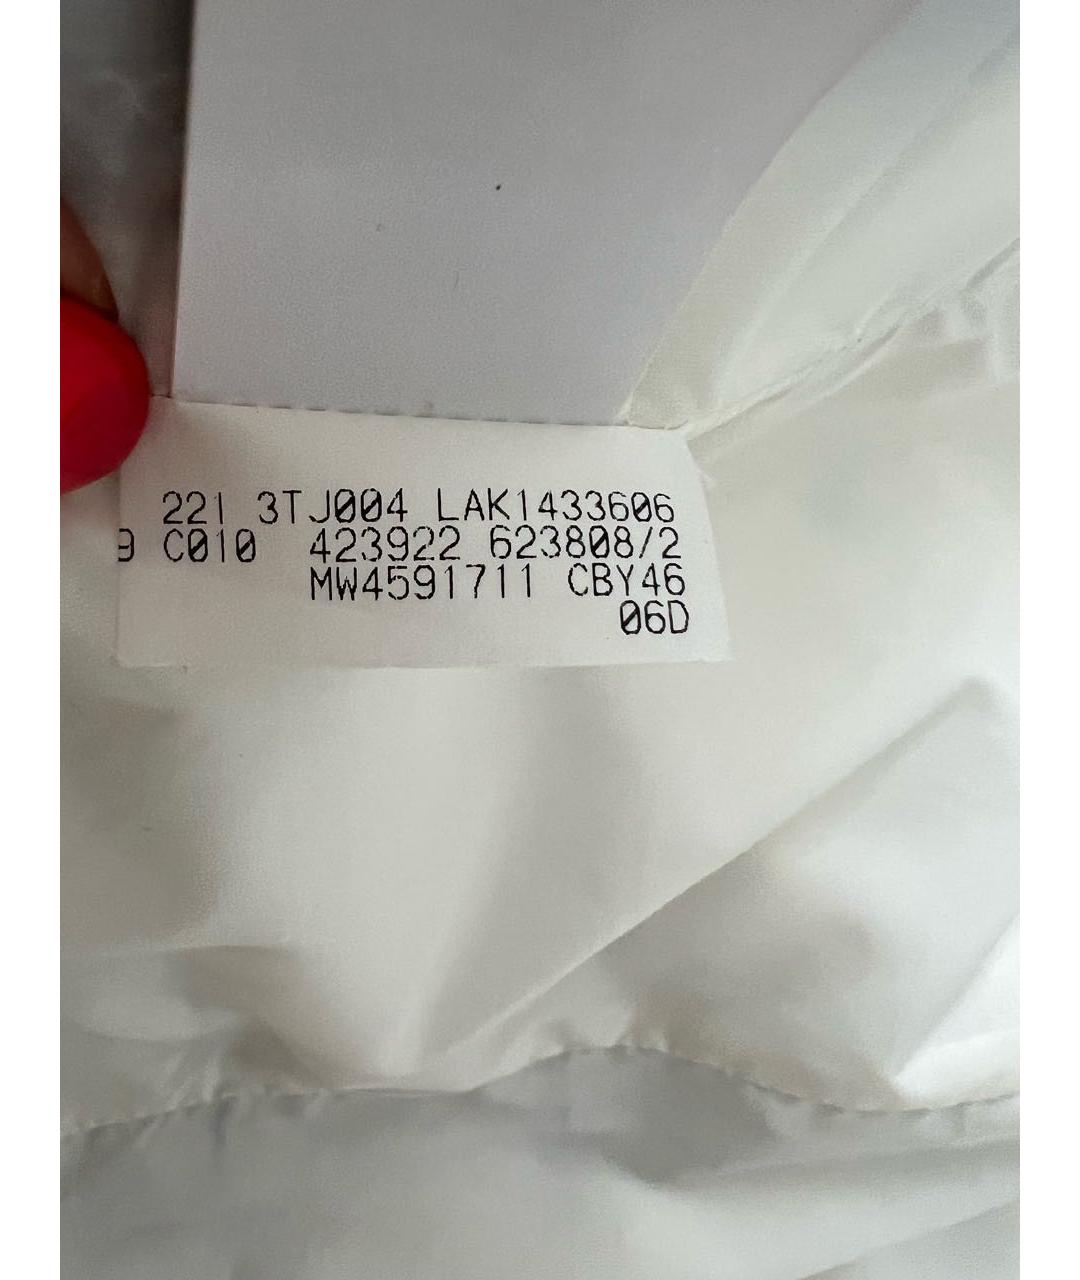 221 3TJ004 LAK1433606
9 C010 423922 623808/2
MW4591711 CBY46
06D